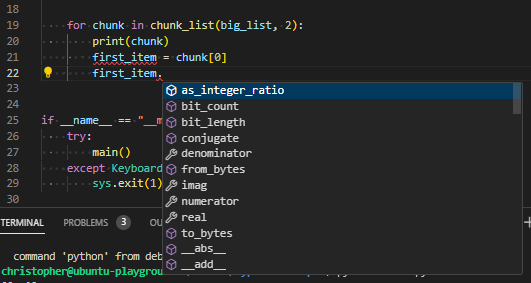 18
19 for chunk in chunk_list(big_list, 2):
20 print(chunk)
21 first_item = chunk[0]
22 first_item.
as_integer_ratio
23
bit_count
24
bit_length
25 if __name__ == "__m
conjugate
26 try:
denominator
27 main()
from_bytes
28 except Keyboard
imag
29 sys.exit(1)
numerator
30
real
TERMINAL PROBLEMS 3 OU
to_bytes
__abs__
command 'python' from deb
__add__
christopher@ubuntu-playgrou